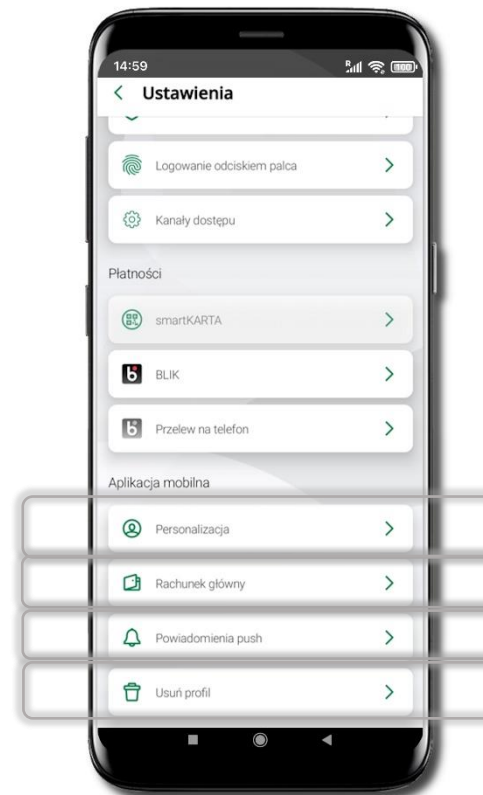 14:59
R
100
Ustawienia
Logowanie odciskiem palca
Kanały dostępu
Płatności
smartKARTA
BLIK
Przelew na telefon
Aplikacja mobilna
Personalizacja
Rachunek główny
Powiadomienia push
Usuń profil